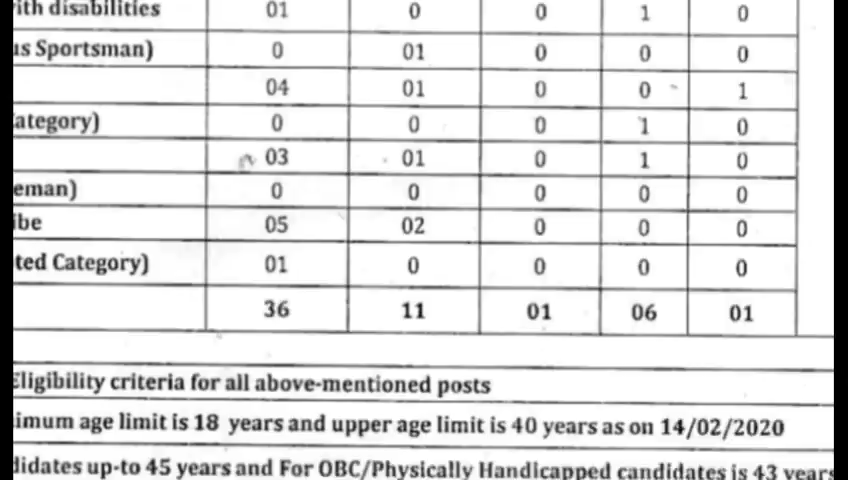 ith disabilities 01 0 0 1 0
us Sportsman) 0 01 0 0 0
04 01 0 0 1
ategory) 0 0 0 1 0
03 01 0 1 0
eman) 0 0 0 0 0
ibe 05 02 0 0 0
ted Category) 01 0 0 0 0
36 11 01 06 01
Eligibility criteria for all above-mentioned posts
imum age limit is 18 years and upper age limit is 40 years as on 14/02/2020
didates up-to 45 years and For OBC/Physically Handicapped candidates is 43 years